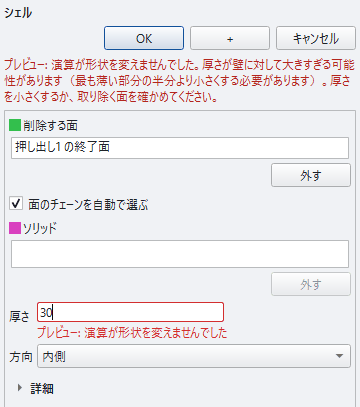 シェル
OK
+
キャンセル
プレビュー: 演算が形状を変えませんでした。厚さが壁に対して大きすぎる可能
性があります（最も薄い部分の半分より小さくする必要があります）。厚さ
を小さくするか、取り除く面を確かめてください。
削除する面
押し出し1 の終了面
外す
面のチェーンを自動で選ぶ
ソリッド
外す
厚さ 30
プレビュー: 演算が形状を変えませんでした
方向 内側
詳細